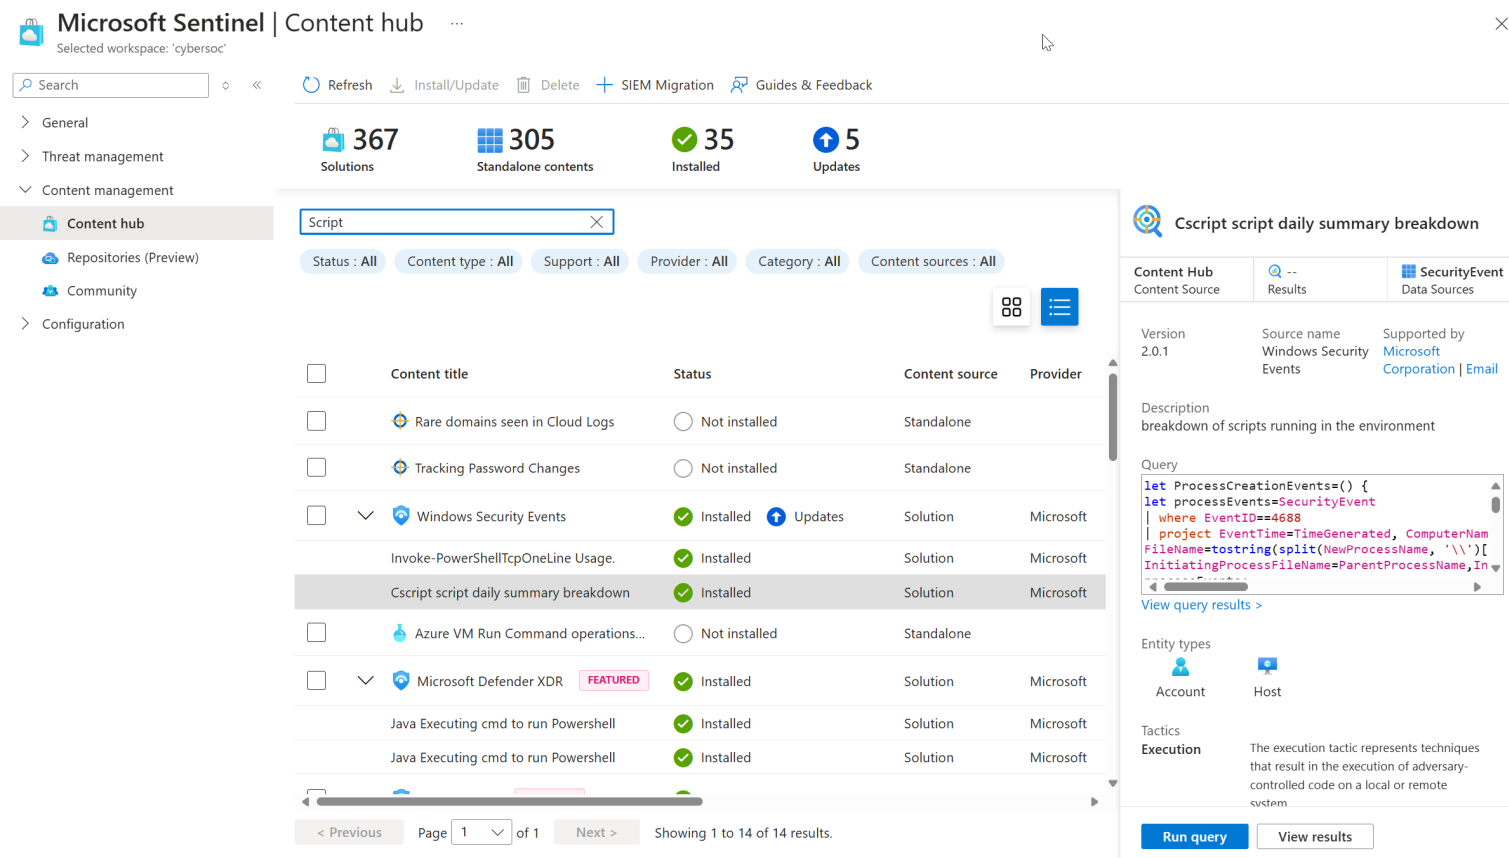 Microsoft Sentinel | Content hub ...
Selected workspace: 'cybersoc'
Search
General
Threat management
Content management
Content hub
Repositories (Preview)
Community
Configuration
Refresh
Install/Update
Delete
SIEM Migration
Guides & Feedback
367
Solutions
305
Standalone contents
35
Installed
5
Updates
Script
Status : All
Content type : All
Support : All
Provider : All
Category : All
Content sources : All
Content title Status Content source Provider
Rare domains seen in Cloud Logs Not installed Standalone
Tracking Password Changes Not installed Standalone
Windows Security Events Installed Updates Solution Microsoft
Invoke-PowerShellTcpOneLine Usage. Installed Solution Microsoft
Cscript script daily summary breakdown Installed Solution Microsoft
Azure VM Run Command operations... Not installed Standalone
Microsoft Defender XDR FEATURED Installed Solution Microsoft
Java Executing cmd to run Powershell Installed Solution Microsoft
Java Executing cmd to run Powershell Installed Solution Microsoft
< Previous Page 1 of 1 Next > Showing 1 to 14 of 14 results.
Cscript script daily summary breakdown
Content Hub
Content Source
--
Results
SecurityEvent
Data Sources
Version
2.0.1
Source name
Windows Security
Events
Supported by
Microsoft
Corporation | Email
Description
breakdown of scripts running in the environment
Query
let ProcessCreationEvents=() {
let processEvents=SecurityEvent
| where EventID==4688
| project EventTime=TimeGenerated, ComputerNam
FileName=tostring(split(NewProcessName, '\\')[
InitiatingProcessFileName=ParentProcessName,In
View query results >
Entity types
Account
Host
Tactics
Execution
The execution tactic represents techniques
that result in the execution of adversary-
controlled code on a local or remote
system
Run query
View results